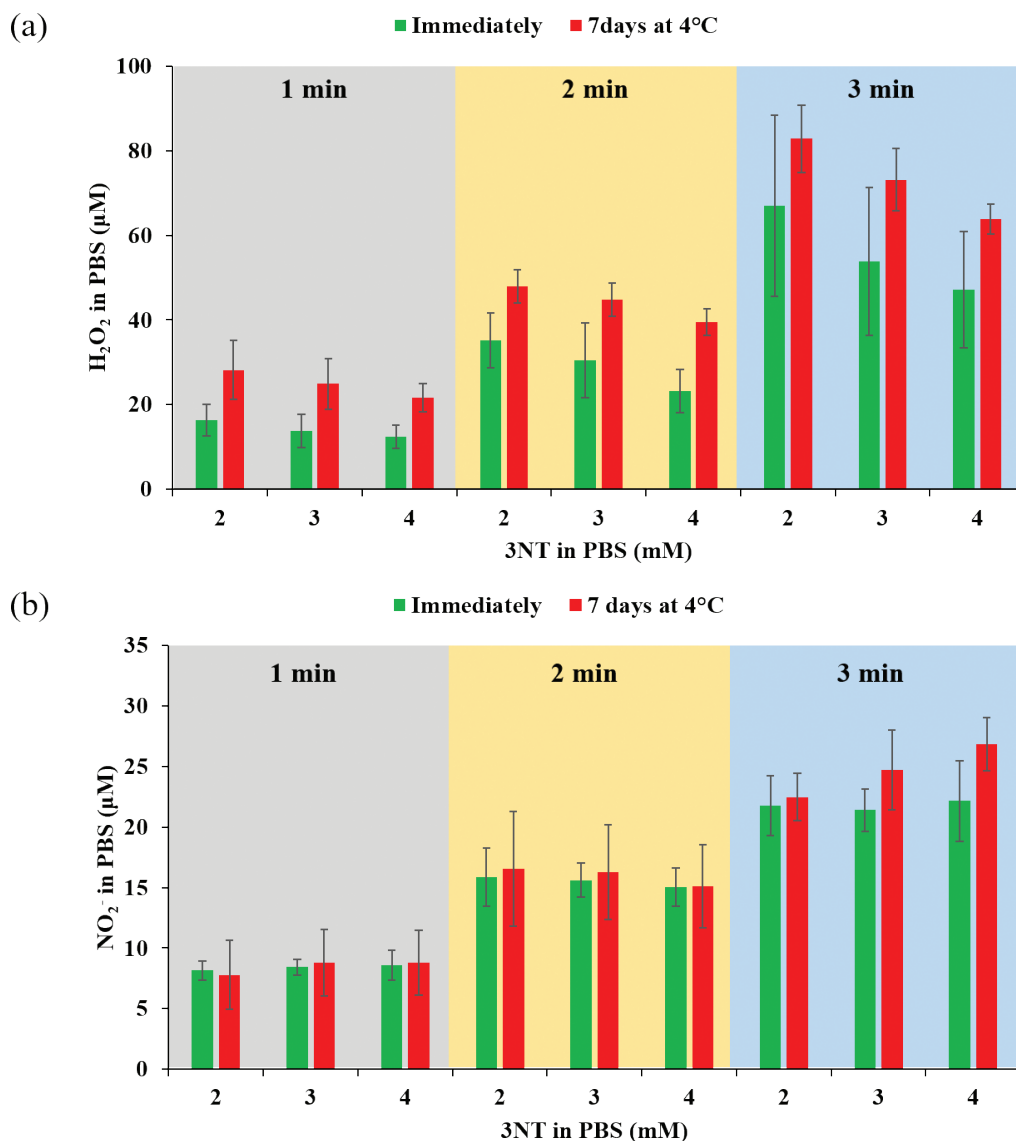 (a)
Immediately 7days at 4°C
1 min 2 min 3 min
H₂O₂ in PBS (µM)
100
80
60
40
20
0
2 3 4 2 3 4 2 3 4
3NT in PBS (mM)
(b)
Immediately 7 days at 4°C
1 min 2 min 3 min
NO₂⁻ in PBS (µM)
35
30
25
20
15
10
5
0
2 3 4 2 3 4 2 3 4
3NT in PBS (mM)